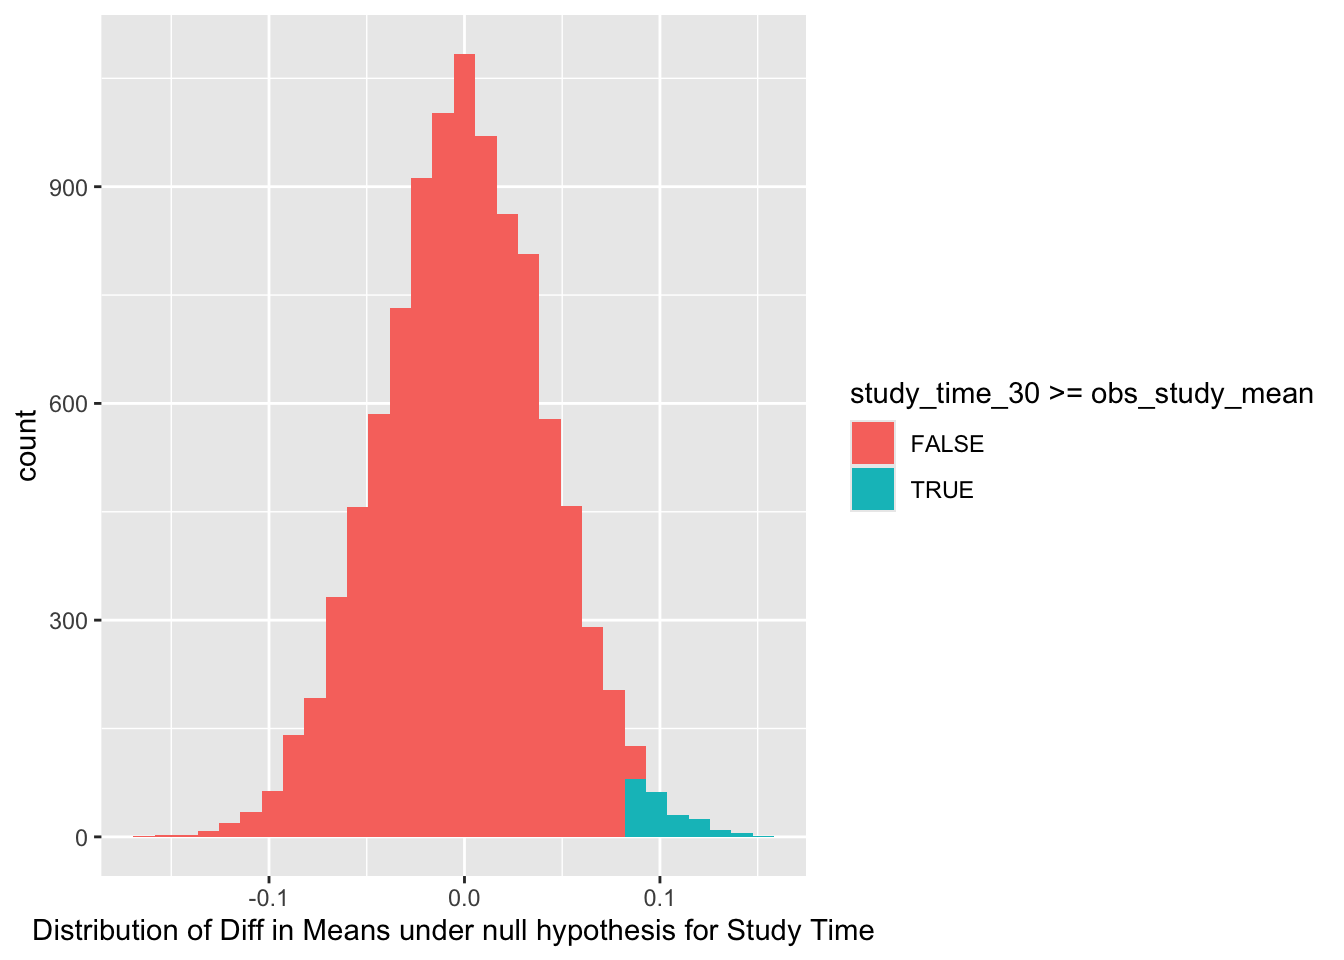 900
600
300
0
count
-0.1 0.0 0.1
Distribution of Diff in Means under null hypothesis for Study Time
study_time_30 >= obs_study_mean
FALSE
TRUE